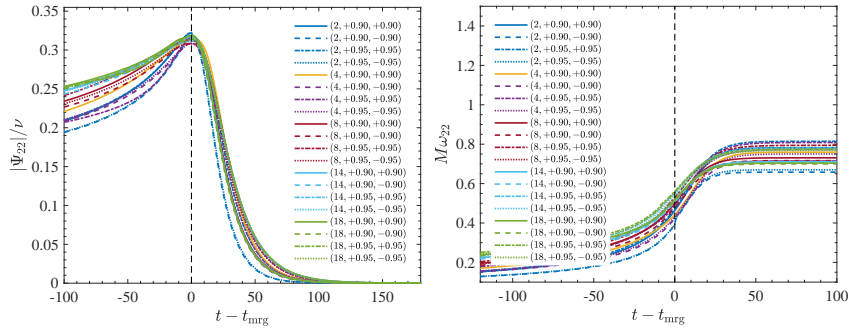 0.35
0.3
0.25
0.2
0.15
0.1
0.05
0
|Ψ22|/ν
-100
-50
0
50
100
150
t − tmrg
(2, +0.90, +0.90)
(2, +0.90, −0.90)
(2, +0.95, +0.95)
(2, +0.95, −0.95)
(4, +0.90, +0.90)
(4, +0.90, −0.90)
(4, +0.95, +0.95)
(4, +0.95, −0.95)
(8, +0.90, +0.90)
(8, +0.90, −0.90)
(8, +0.95, +0.95)
(8, +0.95, −0.95)
(14, +0.90, +0.90)
(14, +0.90, −0.90)
(14, +0.95, +0.95)
(14, +0.95, −0.95)
(18, +0.90, +0.90)
(18, +0.90, −0.90)
(18, +0.95, +0.95)
(18, +0.95, −0.95)
1.4
1.2
1
0.8
0.6
0.4
0.2
Mω22
-100
-50
0
50
100
t − tmrg
(2, +0.90, +0.90)
(2, +0.90, −0.90)
(2, +0.95, +0.95)
(2, +0.95, −0.95)
(4, +0.90, +0.90)
(4, +0.90, −0.90)
(4, +0.95, +0.95)
(4, +0.95, −0.95)
(8, +0.90, +0.90)
(8, +0.90, −0.90)
(8, +0.95, +0.95)
(8, +0.95, −0.95)
(14, +0.90, +0.90)
(14, +0.90, −0.90)
(14, +0.95, +0.95)
(14, +0.95, −0.95)
(18, +0.90, +0.90)
(18, +0.90, −0.90)
(18, +0.95, +0.95)
(18, +0.95, −0.95)